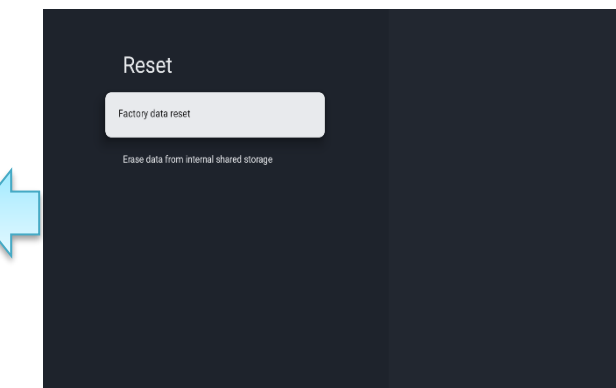 Reset
Factory data reset
Erase data from internal shared storage